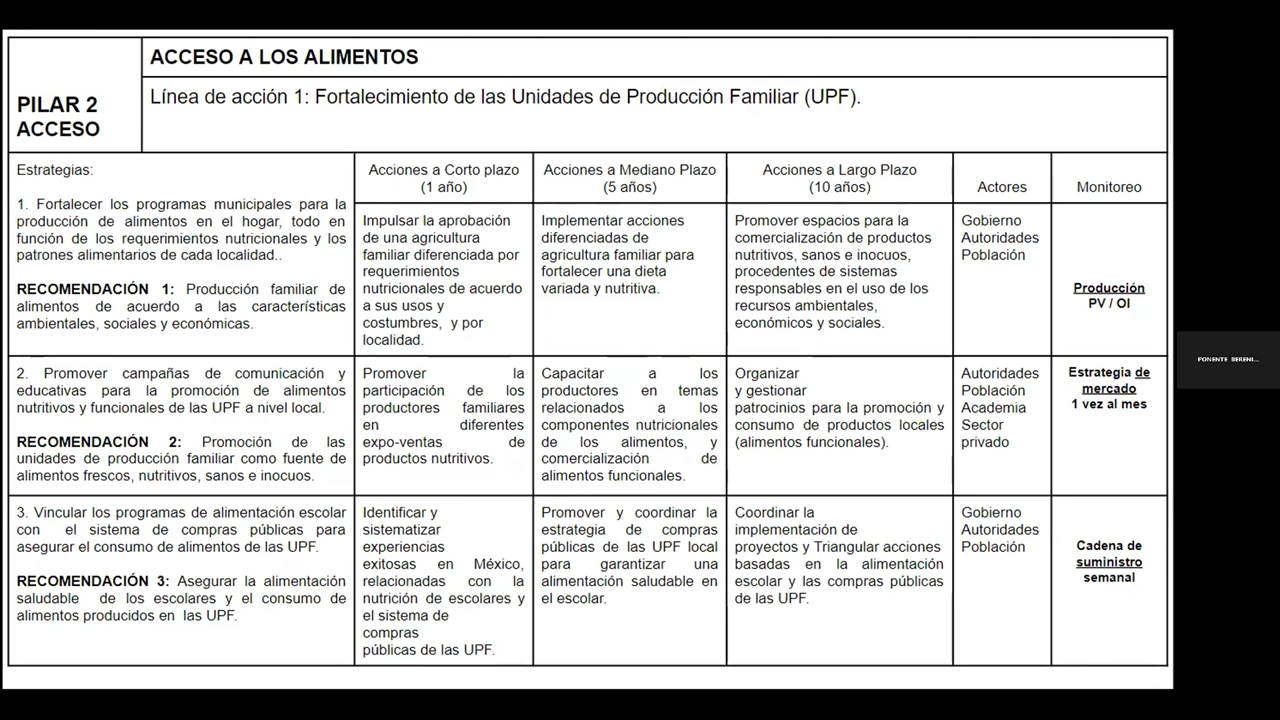 PILAR 2
ACCESO
ACCESO A LOS ALIMENTOS
Línea de acción 1: Fortalecimiento de las Unidades de Producción Familiar (UPF).
Estrategias:
1. Fortalecer los programas municipales para la
producción de alimentos en el hogar, todo en
función de los requerimientos nutricionales y los
patrones alimentarios de cada localidad..
RECOMENDACIÓN 1: Producción familiar de
alimentos de acuerdo a las características
ambientales, sociales y económicas.
Acciones a Corto plazo
(1 año)
Acciones a Mediano Plazo
(5 años)
Acciones a Largo Plazo
(10 años)
Actores
Monitoreo
Impulsar la aprobación
de una agricultura
familiar diferenciada por
requerimientos
nutricionales de acuerdo
a sus usos y
costumbres, y por
localidad.
Implementar acciones
diferenciadas de
agricultura familiar para
fortalecer una dieta
variada y nutritiva.
Promover espacios para la
comercialización de productos
nutritivos, sanos e inocuos,
procedentes de sistemas
responsables en el uso de los
recursos ambientales,
económicos y sociales.
Gobierno
Autoridades
Población
Producción
PV / OI
2. Promover campañas de comunicación y
educativas para la promoción de alimentos
nutritivos y funcionales de las UPF a nivel local.
RECOMENDACIÓN 2: Promoción de las
unidades de producción familiar como fuente de
alimentos frescos, nutritivos, sanos e inocuos.
Promover la
participación de los
productores familiares
en diferentes
expo-ventas de
productos nutritivos.
Capacitar a los
productores en temas
relacionados a los
componentes nutricionales
de los alimentos, y
comercialización de
alimentos funcionales.
Organizar
y gestionar
patrocinios para la promoción y
consumo de productos locales
(alimentos funcionales).
Autoridades
Población
Academia
Sector
privado
Estrategia de
mercado
1 vez al mes
3. Vincular los programas de alimentación escolar
con el sistema de compras públicas para
asegurar el consumo de alimentos de las UPF.
RECOMENDACIÓN 3: Asegurar la alimentación
saludable de los escolares y el consumo de
alimentos producidos en las UPF.
Identificar y
sistematizar
experiencias
exitosas en México,
relacionadas con la
nutrición de escolares y
el sistema de
compras
públicas de las UPF.
Promover y coordinar la
estrategia de compras
públicas de las UPF local
para garantizar una
alimentación saludable en
el escolar.
Coordinar la
implementación de
proyectos y Triangular acciones
basadas en la alimentación
escolar y las compras públicas
de las UPF.
Gobierno
Autoridades
Población
Cadena de
suministro
semanal
PONENTE BERENI...